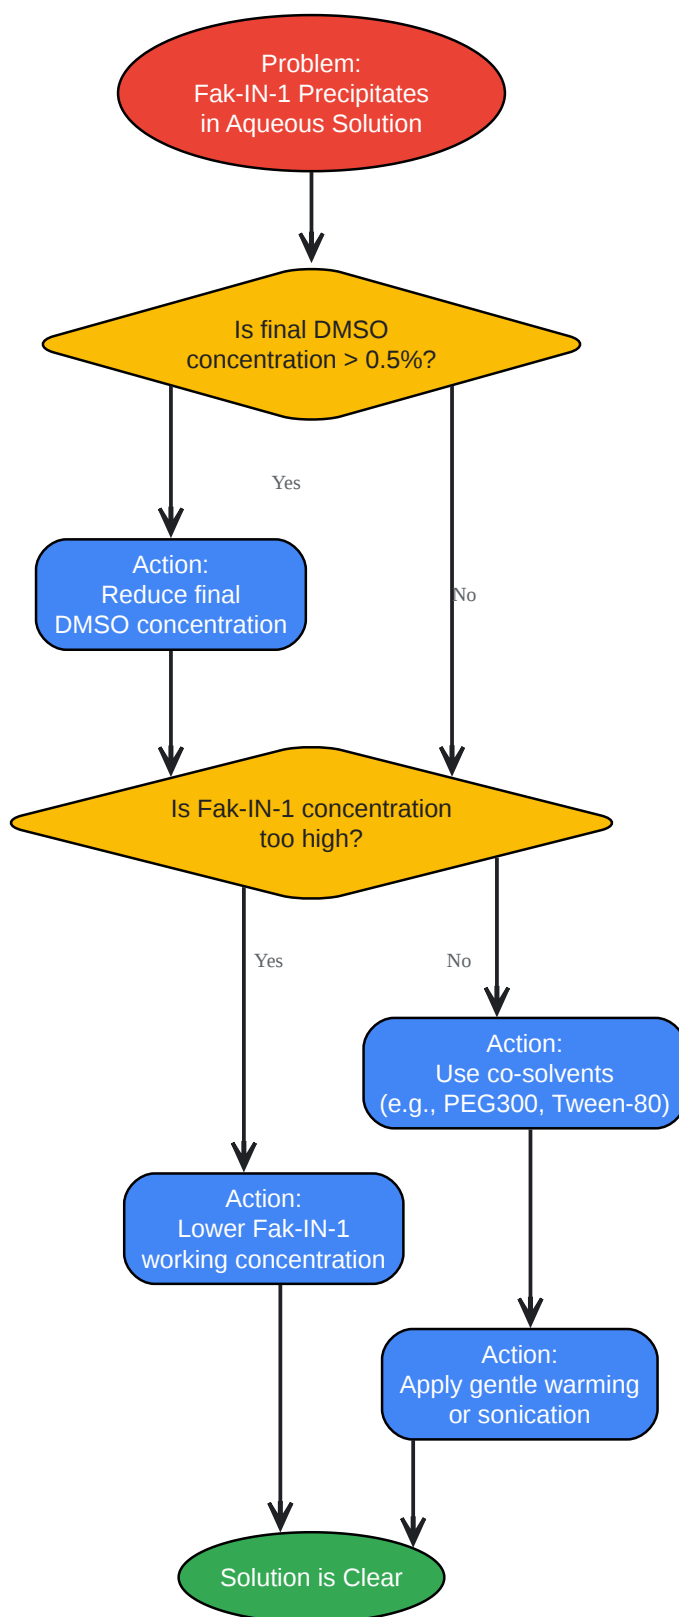 Problem:
Fak-IN-1 Precipitates
in Aqueous Solution
Is final DMSO
concentration > 0.5%?
Yes
Action:
Reduce final
DMSO concentration
No
Is Fak-IN-1 concentration
too high?
Yes
No
Action:
Use co-solvents
(e.g., PEG300, Tween-80)
Action:
Lower Fak-IN-1
working concentration
Action:
Apply gentle warming
or sonication
Solution is Clear